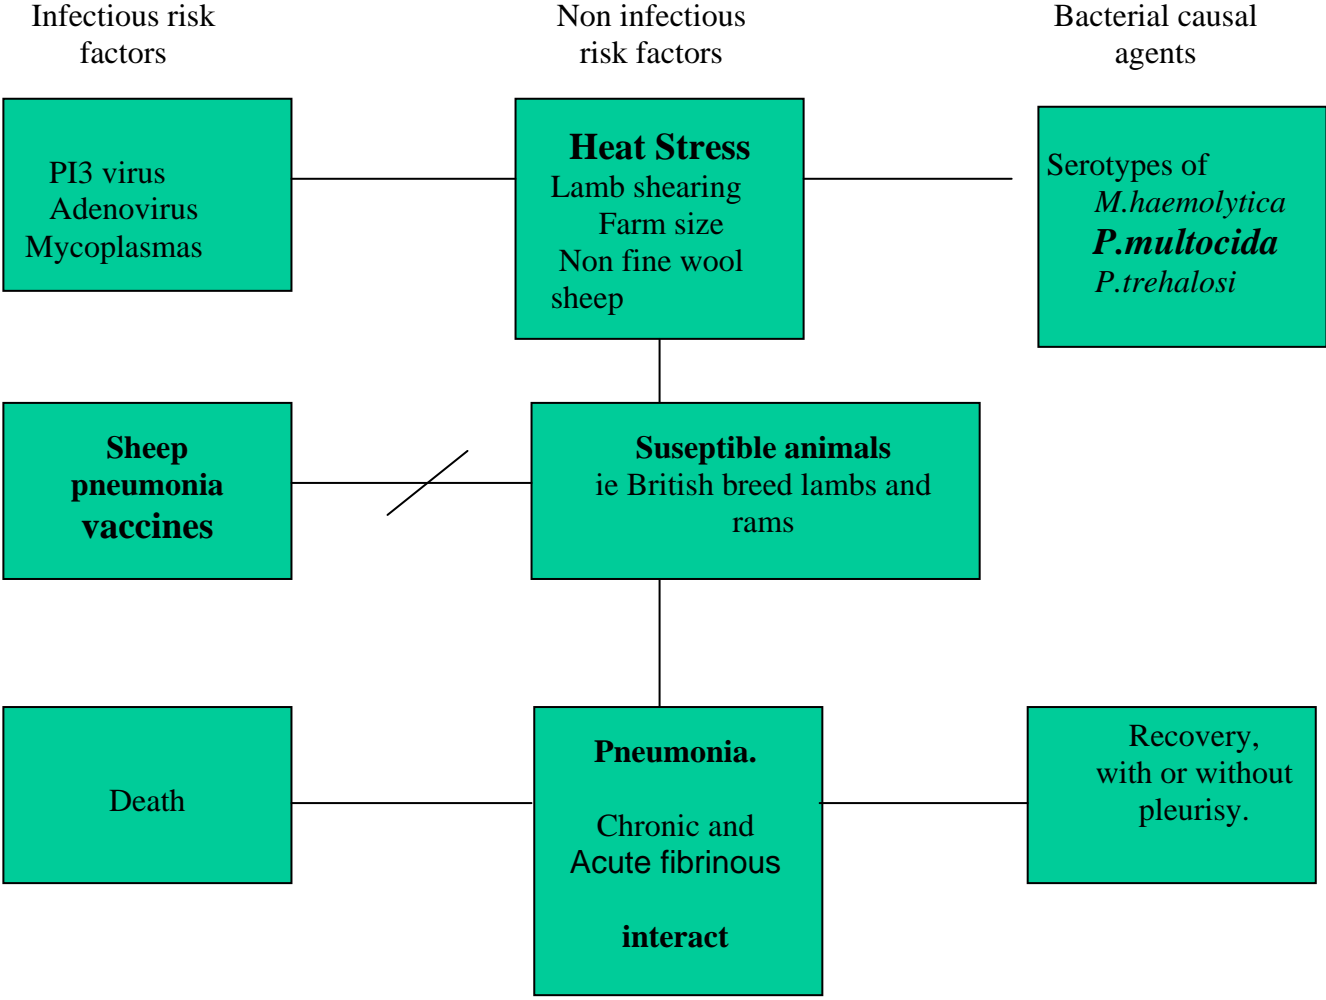 Infectious risk
factors
Non infectious
risk factors
Bacterial causal
agents
PI3 virus
Adenovirus
Mycoplasmas
Heat Stress
Lamb shearing
Farm size
Non fine wool
sheep
Serotypes of
M.haemolytica
P.multocida
P.trehalosi
Sheep
pneumonia
vaccines
Suseptible animals
ie British breed lambs and
rams
Death
Pneumonia.
Chronic and
Acute fibrinous
interact
Recovery,
with or without
pleurisy.